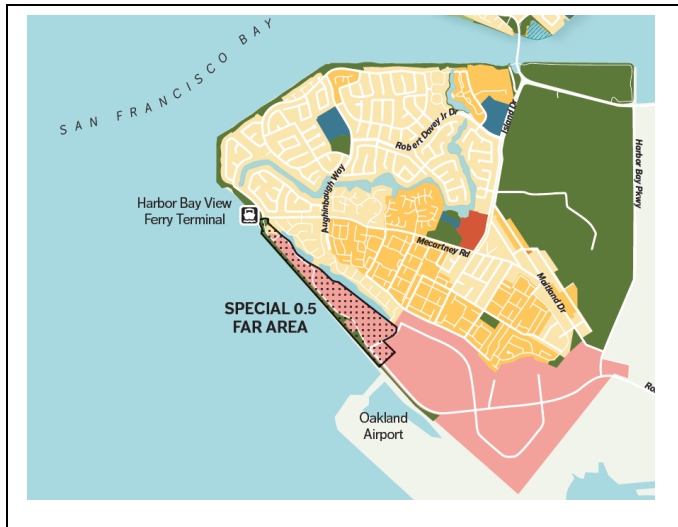 SAN FRANCISCO BAY
Robert Davey Jr Dr
Island Dr
Harbor Bay Pkwy
Aughinbaugh Way
Harbor Bay View
Ferry Terminal
Mecartney Rd
Maitland Dr
SPECIAL 0.5
FAR AREA
Oakland
Airport